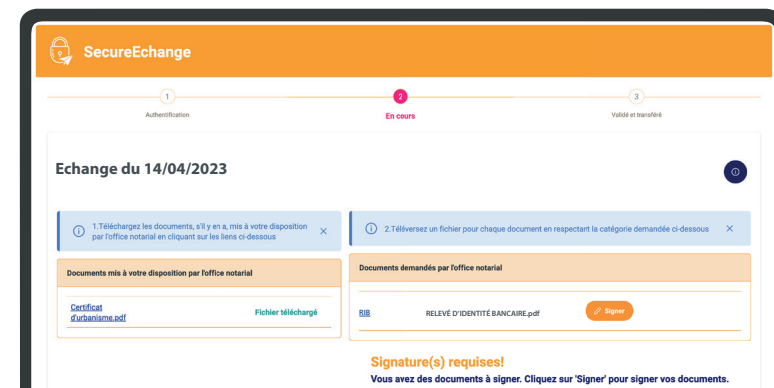 SecureEchange
1
2
3
Authentification
En cours
Validé et transféré
Echange du 14/04/2023
1.Téléchargez les documents, s'il y en a, mis à votre disposition
par l'office notarial en cliquant sur les liens ci-dessous
2.Téléversez un fichier pour chaque document en respectant la catégorie demandée ci-dessous
Documents mis à votre disposition par l'office notarial
Certificat
d'urbanisme.pdf
Fichier téléchargé
Documents demandés par l'office notarial
RIB
RELEVÉ D'IDENTITÉ BANCAIRE.pdf
Signer
Signature(s) requises!
Vous avez des documents à signer. Cliquez sur 'Signer' pour signer vos documents.